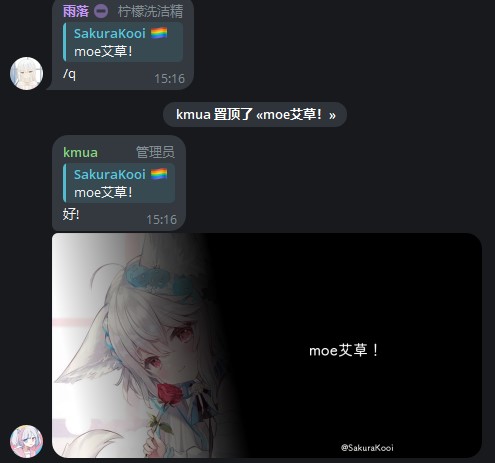 雨落 柠檬洗洁精
SakuraKooi 🏳️‍🌈
moe艾草！
/q
15:16
kmua 置顶了 «moe艾草！»
kmua 管理员
SakuraKooi 🏳️‍🌈
moe艾草！
好!
15:16
moe艾草！
@SakuraKooi